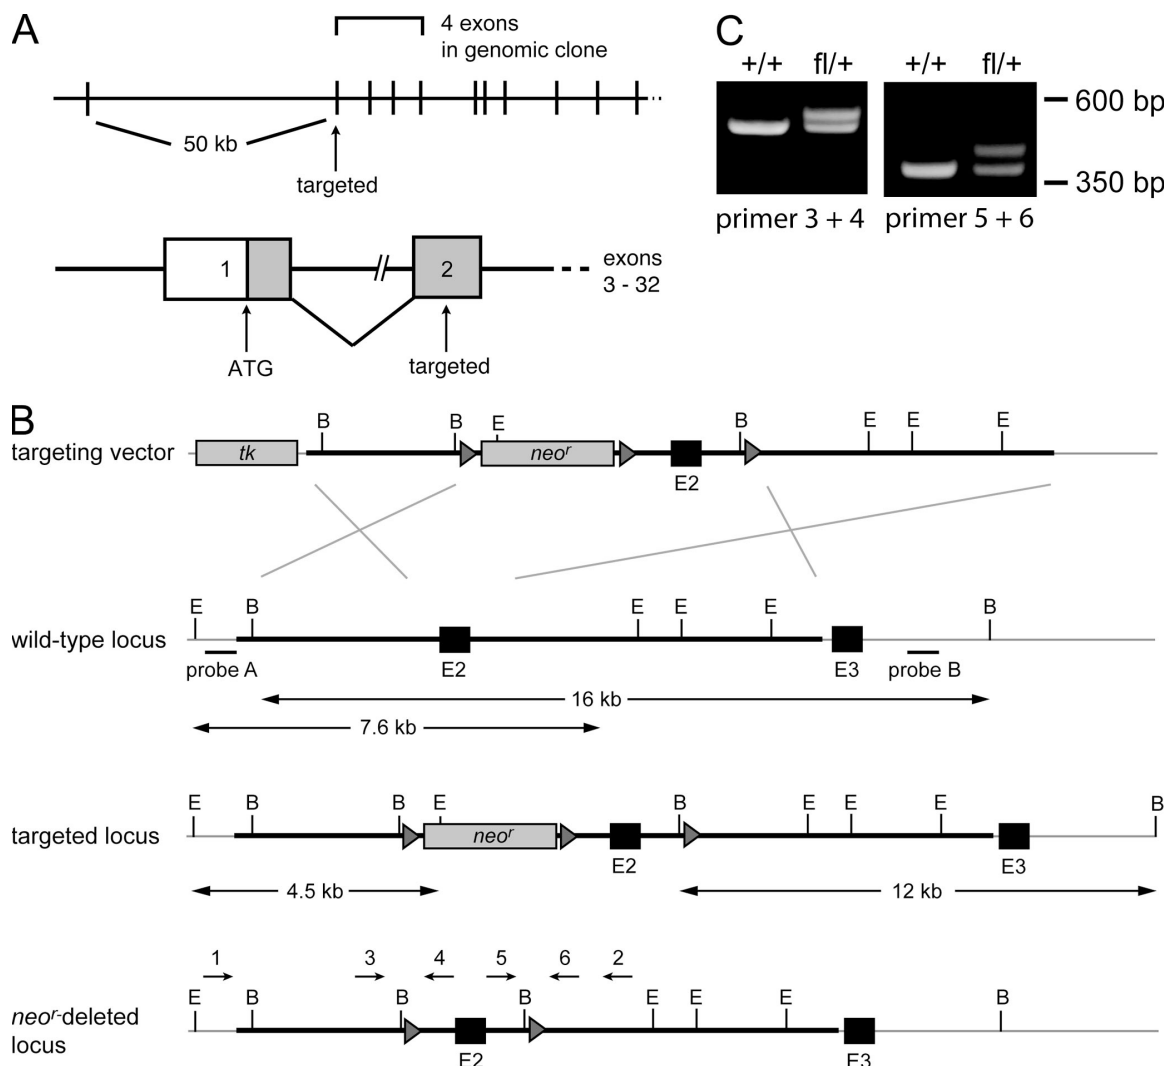 A
4 exons
in genomic clone
50 kb
targeted
1
2
exons
3 - 32
ATG
targeted
C
+/+ fl/+ +/+ fl/+
600 bp
350 bp
primer 3 + 4 primer 5 + 6
B
B B E B E E E
targeting vector tk neoʳ
E2
E B E E E B
wild-type locus
probe A E2 E3 probe B
16 kb
7.6 kb
E B B E B E E E B
targeted locus neoʳ
E2 E3
4.5 kb 12 kb
1 3 4 5 6 2
E B B B E E E B
neoʳ-deleted
locus
E2 E3